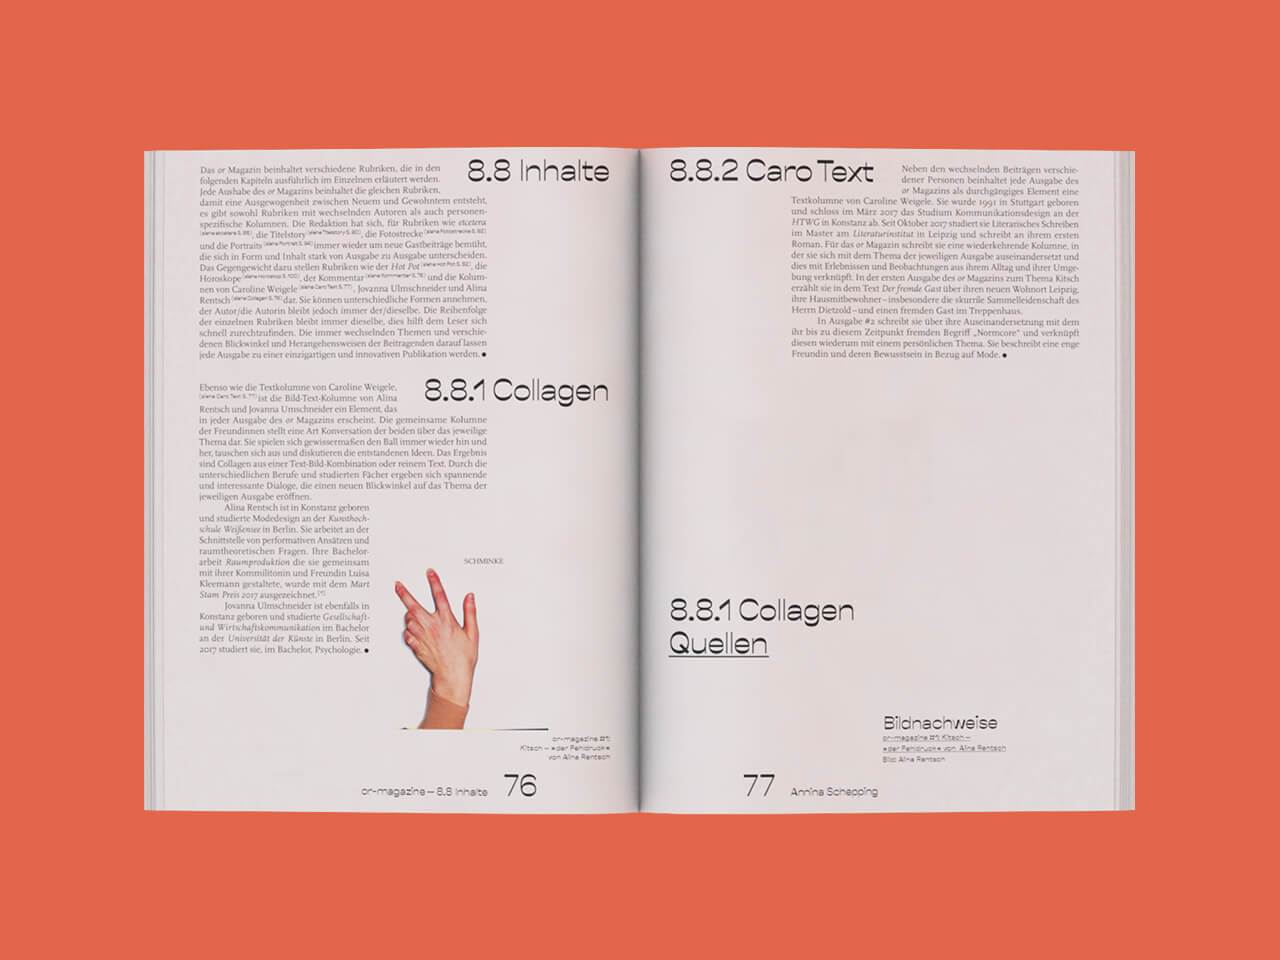 8.8 Inhalte
Das or Magazin beinhaltet verschiedene Rubriken, die in den
folgenden Kapiteln ausführlich im Einzelnen erläutert werden.
Jede Aushabe des or Magazins beinhaltet die gleichen Rubriken,
damit eine Ausgewogenheit zwischen Neuem und Gewohntem entsteht,
es gibt sowohl Rubriken mit wechselnden Autoren als auch personen-
spezifische Kolumnen. Die Redaktion hat sich, für Rubriken wie etcetera
(siehe etcetera S. 86), die Titelstory (siehe Titelstory S. 80), die Fotostrecke (siehe Fotostrecke S. 82)
und die Portraits (siehe Portrait S. 94) immer wieder um neue Gastbeiträge bemüht,
die sich in Form und Inhalt stark von Ausgabe zu Ausgabe unterscheiden.
Das Gegengewicht dazu stellen Rubriken wie der Hot Pot (siehe Hot Pot S. 92), die
Horoskope (siehe Horoskop S. 100), der Kommentar (siehe Kommentar S. 78) und die Kolum-
nen von Caroline Weigele (siehe Caro Text S. 77), Jovanna Ulmschneider und Alina
Rentsch (siehe Collagen S. 76) dar. Sie können unterschiedliche Formen annehmen,
der Autor/die Autorin bleibt jedoch immer der/dieselbe. Die Reihenfolge
der einzelnen Rubriken bleibt immer dieselbe, dies hilft dem Leser sich
schnell zurechtzufinden. Die immer wechselnden Themen und verschie-
denen Blickwinkel und Herangehensweisen der Beitragenden darauf lassen
jede Ausgabe zu einer einzigartigen und innovativen Publikation werden. ●
8.8.1 Collagen
Ebenso wie die Textkolumne von Caroline Weigele,
(siehe Caro Text S. 77) ist die Bild-Text-Kolumne von Alina
Rentsch und Jovanna Umschneider ein Element, das
in jeder Ausgabe des or Magazins erscheint. Die gemeinsame Kolumne
der Freundinnen stellt eine Art Konversation der beiden über das jeweilige
Thema dar. Sie spielen sich gewissermaßen den Ball immer wieder hin und
her, tauschen sich aus und diskutieren die entstandenen Ideen. Das Ergebnis
sind Collagen aus einer Text-Bild-Kombination oder reinem Text. Durch die
unterschiedlichen Berufe und studierten Fächer ergeben sich spannende
und interessante Dialoge, die einen neuen Blickwinkel auf das Thema der
jeweiligen Ausgabe eröffnen.
Alina Rentsch ist in Konstanz geboren
und studierte Modedesign an der Kunsthoch-
schule Weißensee in Berlin. Sie arbeitet an der
Schnittstelle von performativen Ansätzen und
raumtheoretischen Fragen. Ihre Bachelor-
arbeit Raumproduktion die sie gemeinsam
mit ihrer Kommilitonin und Freundin Luisa
Kleemann gestaltete, wurde mit dem Mart
Stam Preis 2017 ausgezeichnet.
Jovanna Ulmschneider ist ebenfalls in
Konstanz geboren und studierte Gesellschaft-
und Wirtschaftskommunikation im Bachelor
an der Universität der Künste in Berlin. Seit
2017 studiert sie, im Bachelor, Psychologie. ●
SCHMINKE
or-magazine #1:
Kitsch – »der Fehldruck«
von Alina Rentsch
or-magazine – 8.8 Inhalte 76
8.8.2 Caro Text
Neben den wechselnden Beiträgen verschie-
dener Personen beinhaltet jede Ausgabe des
or Magazins als durchgängiges Element eine
Textkolumne von Caroline Weigele. Sie wurde 1991 in Stuttgart geboren
und schloss im März 2017 das Studium Kommunikationsdesign an der
HTWG in Konstanz ab. Seit Oktober 2017 studiert sie Literarisches Schreiben
im Master am Literaturinstitut in Leipzig und schreibt an ihrem ersten
Roman. Für das or Magazin schreibt sie eine wiederkehrende Kolumne, in
der sie sich mit dem Thema der jeweiligen Ausgabe auseinandersetzt und
dies mit Erlebnissen und Beobachtungen aus ihrem Alltag und ihrer Umge-
bung verknüpft. In der ersten Ausgabe des or Magazins zum Thema Kitsch
erzählt sie in dem Text Der fremde Gast über ihren neuen Wohnort Leipzig,
ihre Hausmitbewohner – insbesondere die skurrile Sammelleidenschaft des
Herrn Dietzold – und einen fremden Gast im Treppenhaus.
In Ausgabe #2 schreibt sie über ihre Auseinandersetzung mit dem
ihr bis zu diesem Zeitpunkt fremden Begriff „Normcore“ und verknüpft
diesen wiederum mit einem persönlichen Thema. Sie beschreibt eine enge
Freundin und deren Bewusstsein in Bezug auf Mode. ●
8.8.1 Collagen
Quellen
Bildnachweise
or-magazine #1: Kitsch –
»der Fehldruck« von Alina Rentsch
Bild: Alina Rentsch
77 Annina Schepping